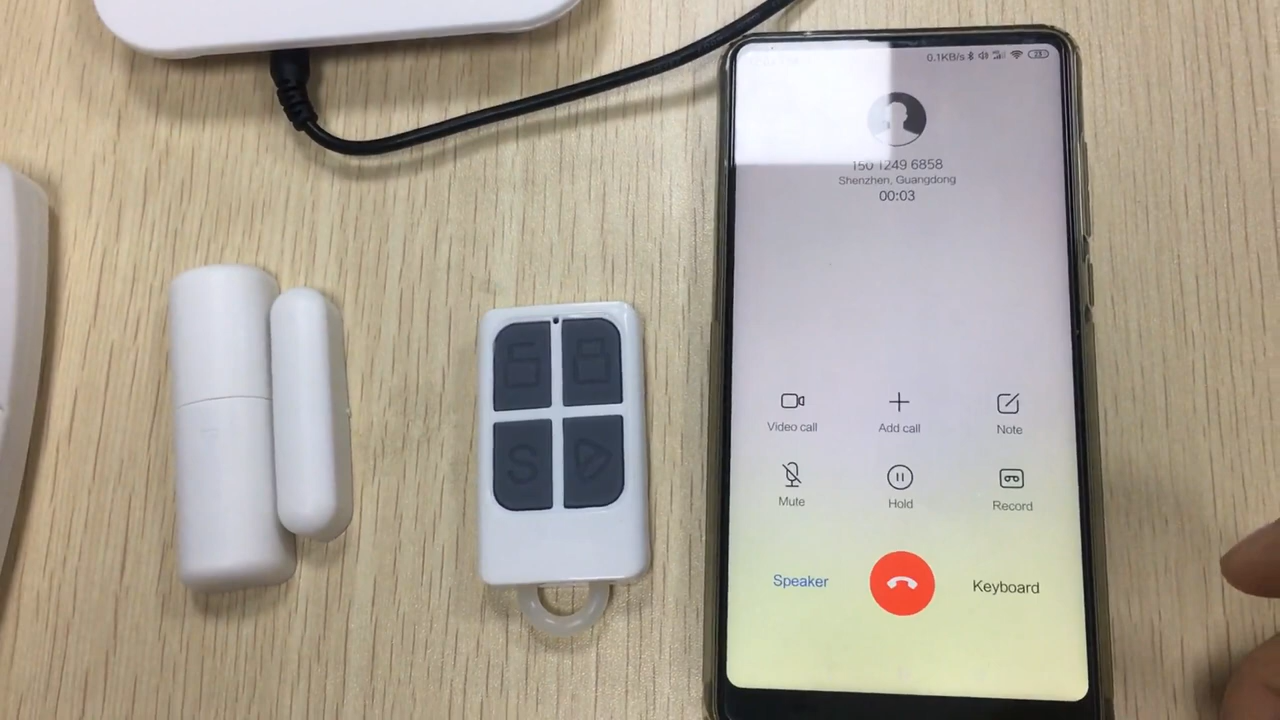 0.1KB/s
150 1249 6858
Shenzhen, Guangdong
00:03
Video call
Add call
Note
Mute
Hold
Record
Speaker
Keyboard